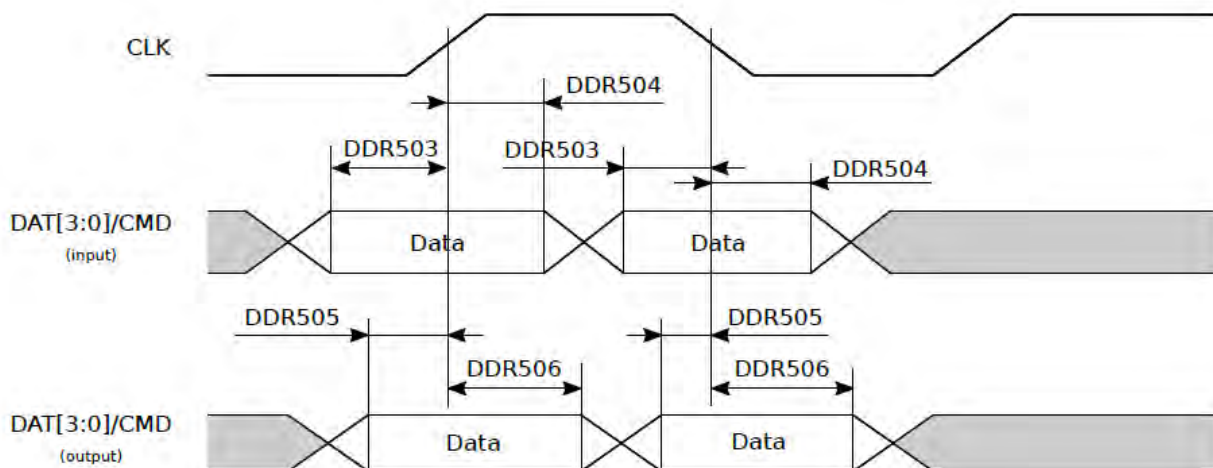 CLK
DDR504
DDR503
DDR503
DDR504
DAT[3:0]/CMD
(input)
Data
Data
DDR505
DDR505
DDR506
DDR506
DAT[3:0]/CMD
(output)
Data
Data